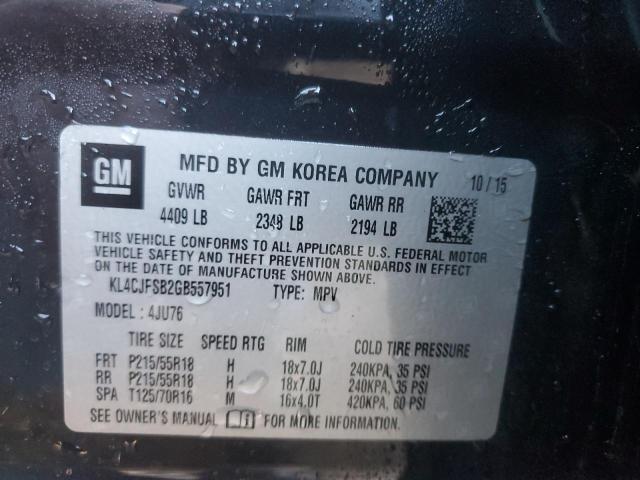 GM
MFD BY GM KOREA COMPANY 10/15
GVWR GAWR FRT GAWR RR
4409 LB 2348 LB 2194 LB
THIS VEHICLE CONFORMS TO ALL APPLICABLE U.S. FEDERAL MOTOR
VEHICLE SAFETY AND THEFT PREVENTION STANDARDS IN EFFECT
ON THE DATE OF MANUFACTURE SHOWN ABOVE.
KL4CJFSB2GB557951 TYPE: MPV
MODEL: 4JU76
TIRE SIZE SPEED RTG RIM COLD TIRE PRESSURE
FRT P215/55R18 H 18x7.0J 240KPA, 35 PSI
RR P215/55R18 H 18x7.0J 240KPA, 35 PSI
SPA T125/70R16 M 16x4.0T 420KPA, 60 PSI
SEE OWNER'S MANUAL FOR MORE INFORMATION.